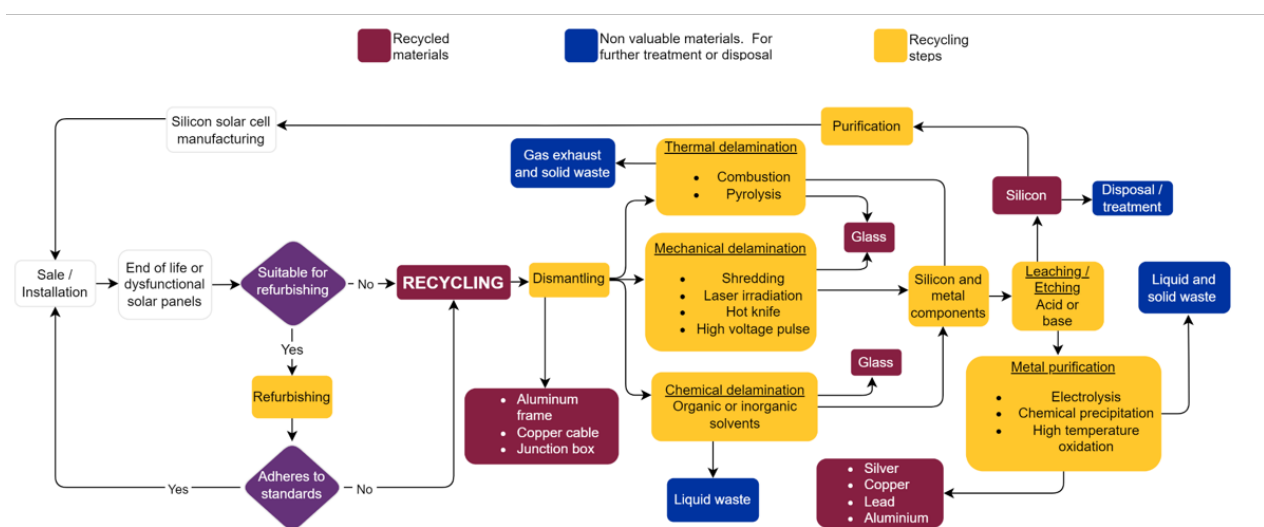 Recycled
materials
Non valuable materials.  For
further treatment or disposal
Recycling
steps
Silicon solar cell
manufacturing
Purification
Gas exhaust
and solid waste
Thermal delamination
• Combustion
• Pyrolysis
Silicon
Disposal /
treatment
Glass
Sale /
Installation
End of life or
dysfunctional
solar panels
Suitable for
refurbishing
No
RECYCLING
Dismantling
Mechanical delamination
• Shredding
• Laser irradiation
• Hot knife
• High voltage pulse
Silicon and
metal
components
Leaching /
Etching
Acid or
base
Liquid and
solid waste
Yes
Refurbishing
Glass
Chemical delamination
Organic or inorganic
solvents
Metal purification
• Electrolysis
• Chemical precipitation
• High temperature
oxidation
• Aluminum
frame
• Copper cable
• Junction box
Yes
Adheres to
standards
No
Liquid waste
• Silver
• Copper
• Lead
• Aluminium